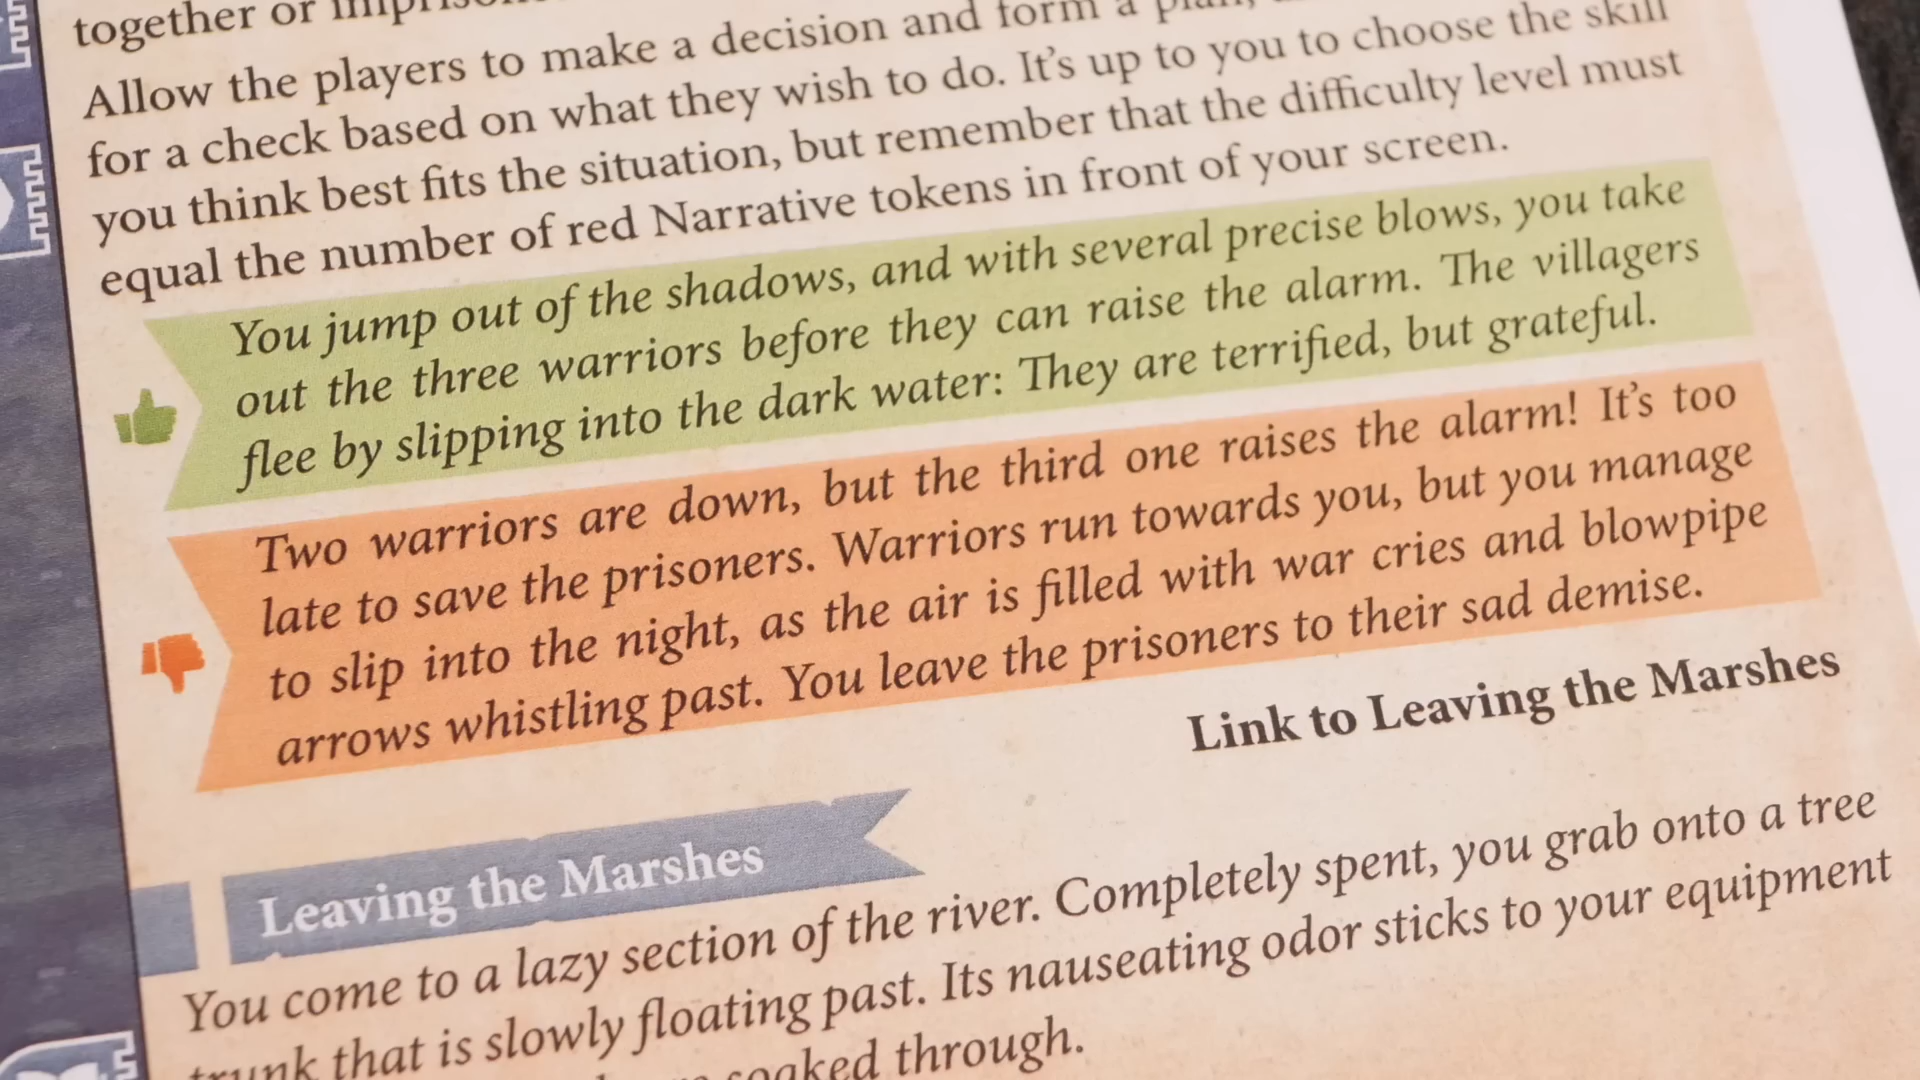 together or
Allow the players to make a decision and form a plan,
for a check based on what they wish to do. It's up to you to choose the skill
you think best fits the situation, but remember that the difficulty level must
equal the number of red Narrative tokens in front of your screen.
You jump out of the shadows, and with several precise blows, you take
out the three warriors before they can raise the alarm. The villagers
flee by slipping into the dark water: They are terrified, but grateful.
Two warriors are down, but the third one raises the alarm! It's too
late to save the prisoners. Warriors run towards you, but you manage
to slip into the night, as the air is filled with war cries and blowpipe
arrows whistling past. You leave the prisoners to their sad demise.
Link to Leaving the Marshes
Leaving the Marshes
You come to a lazy section of the river. Completely spent, you grab onto a tree
trunk that is slowly floating past. Its nauseating odor sticks to your equipment
soaked through.